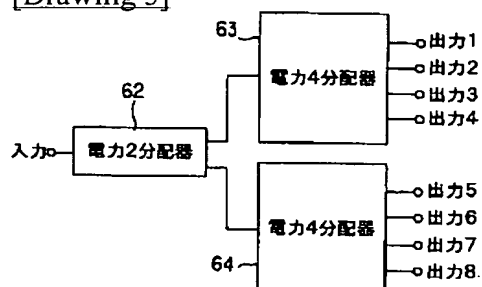 [Drawing 5]
63
電力4分配器
出力1
出力2
出力3
出力4
62
入力
電力2分配器
電力4分配器
64
出力5
出力6
出力7
出力8